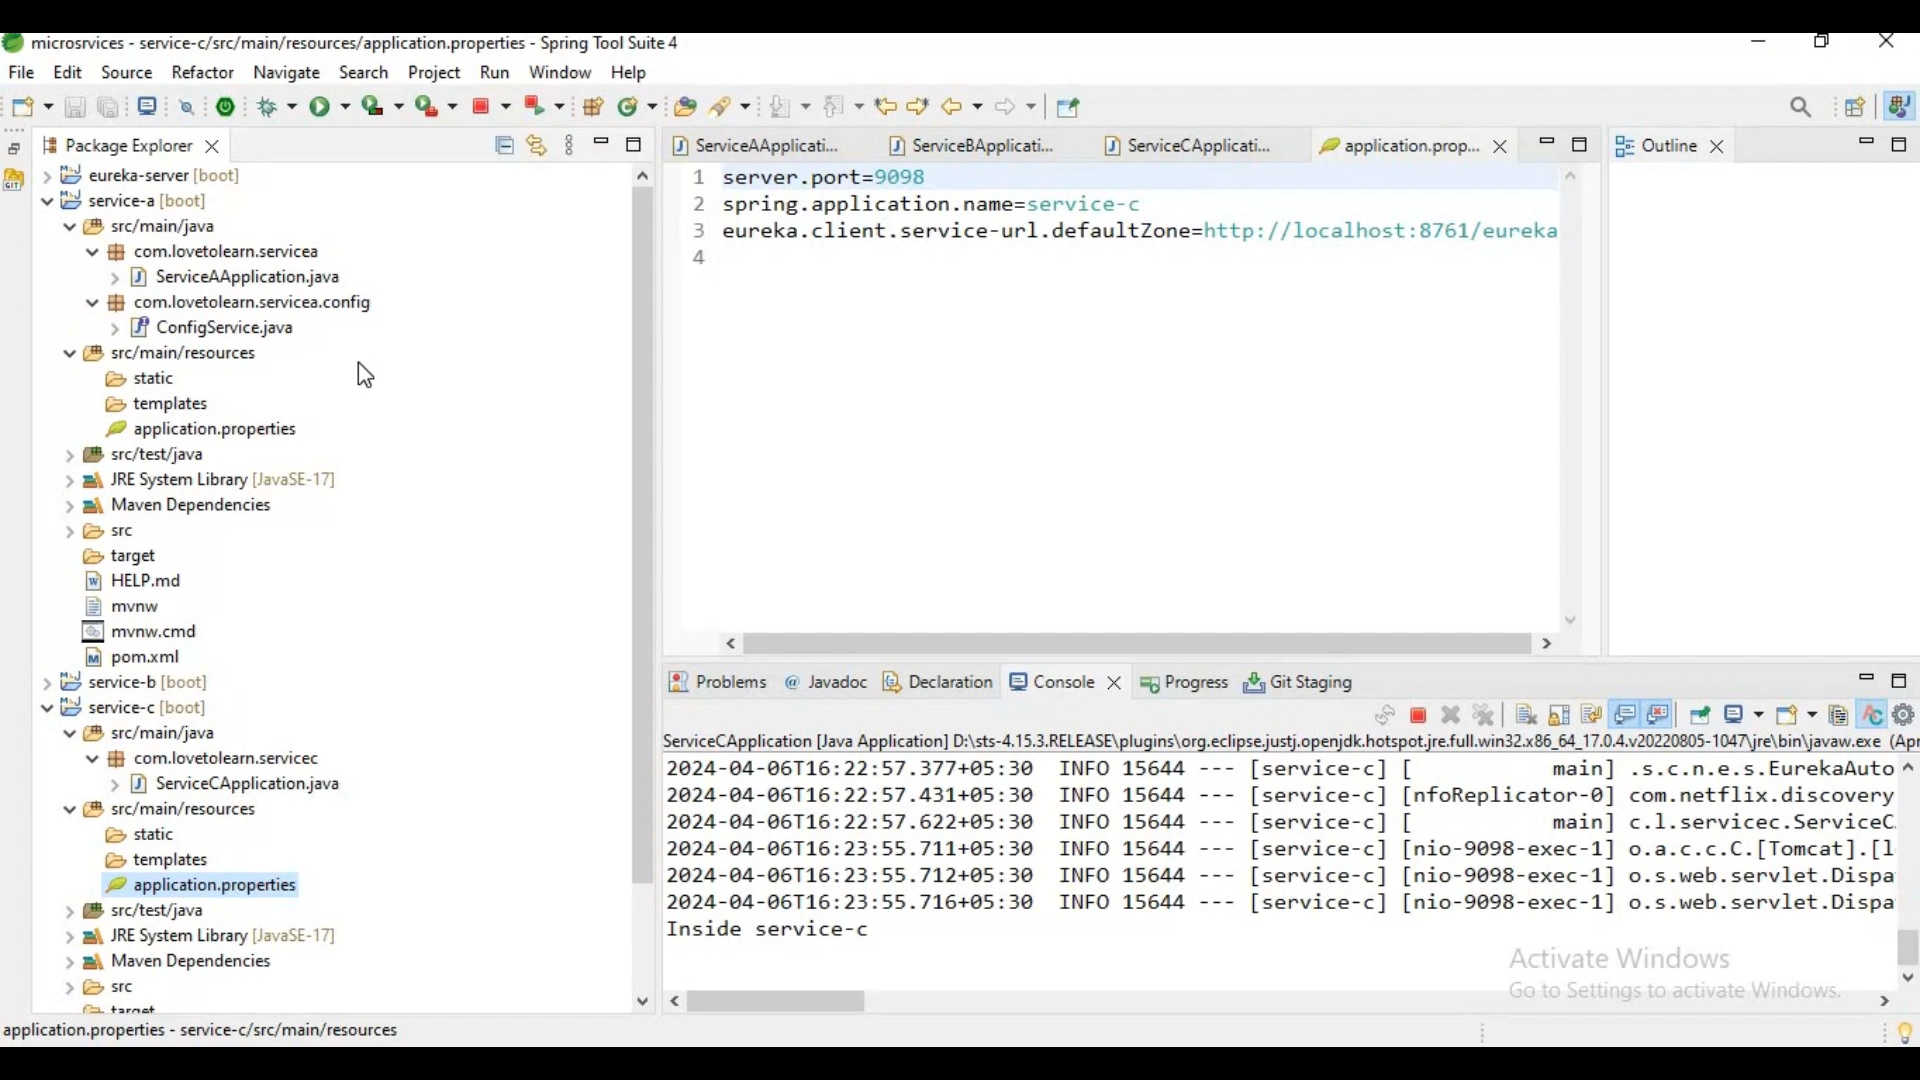 microsrvices - service-c/src/main/resources/application.properties - Spring Tool Suite 4
File Edit Source Refactor Navigate Search Project Run Window Help
Package Explorer
eureka-server [boot]
service-a [boot]
src/main/java
com.lovetolearn.servicea
ServiceAApplication.java
com.lovetolearn.servicea.config
ConfigService.java
src/main/resources
static
templates
application.properties
src/test/java
JRE System Library [JavaSE-17]
Maven Dependencies
src
target
HELP.md
mvnw
mvnw.cmd
pom.xml
service-b [boot]
service-c [boot]
src/main/java
com.lovetolearn.servicec
ServiceCApplication.java
src/main/resources
static
templates
application.properties
src/test/java
JRE System Library [JavaSE-17]
Maven Dependencies
src
target
ServiceAApplicati... ServiceBApplicati... ServiceCApplicati... application.prop...
1 server.port=9098
2 spring.application.name=service-c
3 eureka.client.service-url.defaultZone=http://localhost:8761/eureka
4
Outline
Problems @ Javadoc Declaration Console Progress Git Staging
ServiceCApplication [Java Application] D:\sts-4.15.3.RELEASE\plugins\org.eclipse.justj.openjdk.hotspot.jre.full.win32.x86_64_17.0.4.v20220805-1047\jre\bin\javaw.exe (Apr
2024-04-06T16:22:57.377+05:30 INFO 15644 --- [service-c] [ main] .s.c.n.e.s.EurekaAuto
2024-04-06T16:22:57.431+05:30 INFO 15644 --- [service-c] [nfoReplicator-0] com.netflix.discovery
2024-04-06T16:22:57.622+05:30 INFO 15644 --- [service-c] [ main] c.l.servicec.ServiceC
2024-04-06T16:23:55.711+05:30 INFO 15644 --- [service-c] [nio-9098-exec-1] o.a.c.c.C.[Tomcat].[l
2024-04-06T16:23:55.712+05:30 INFO 15644 --- [service-c] [nio-9098-exec-1] o.s.web.servlet.Dispa
2024-04-06T16:23:55.716+05:30 INFO 15644 --- [service-c] [nio-9098-exec-1] o.s.web.servlet.Dispa
Inside service-c
Activate Windows
Go to Settings to activate Windows.
application.properties - service-c/src/main/resources